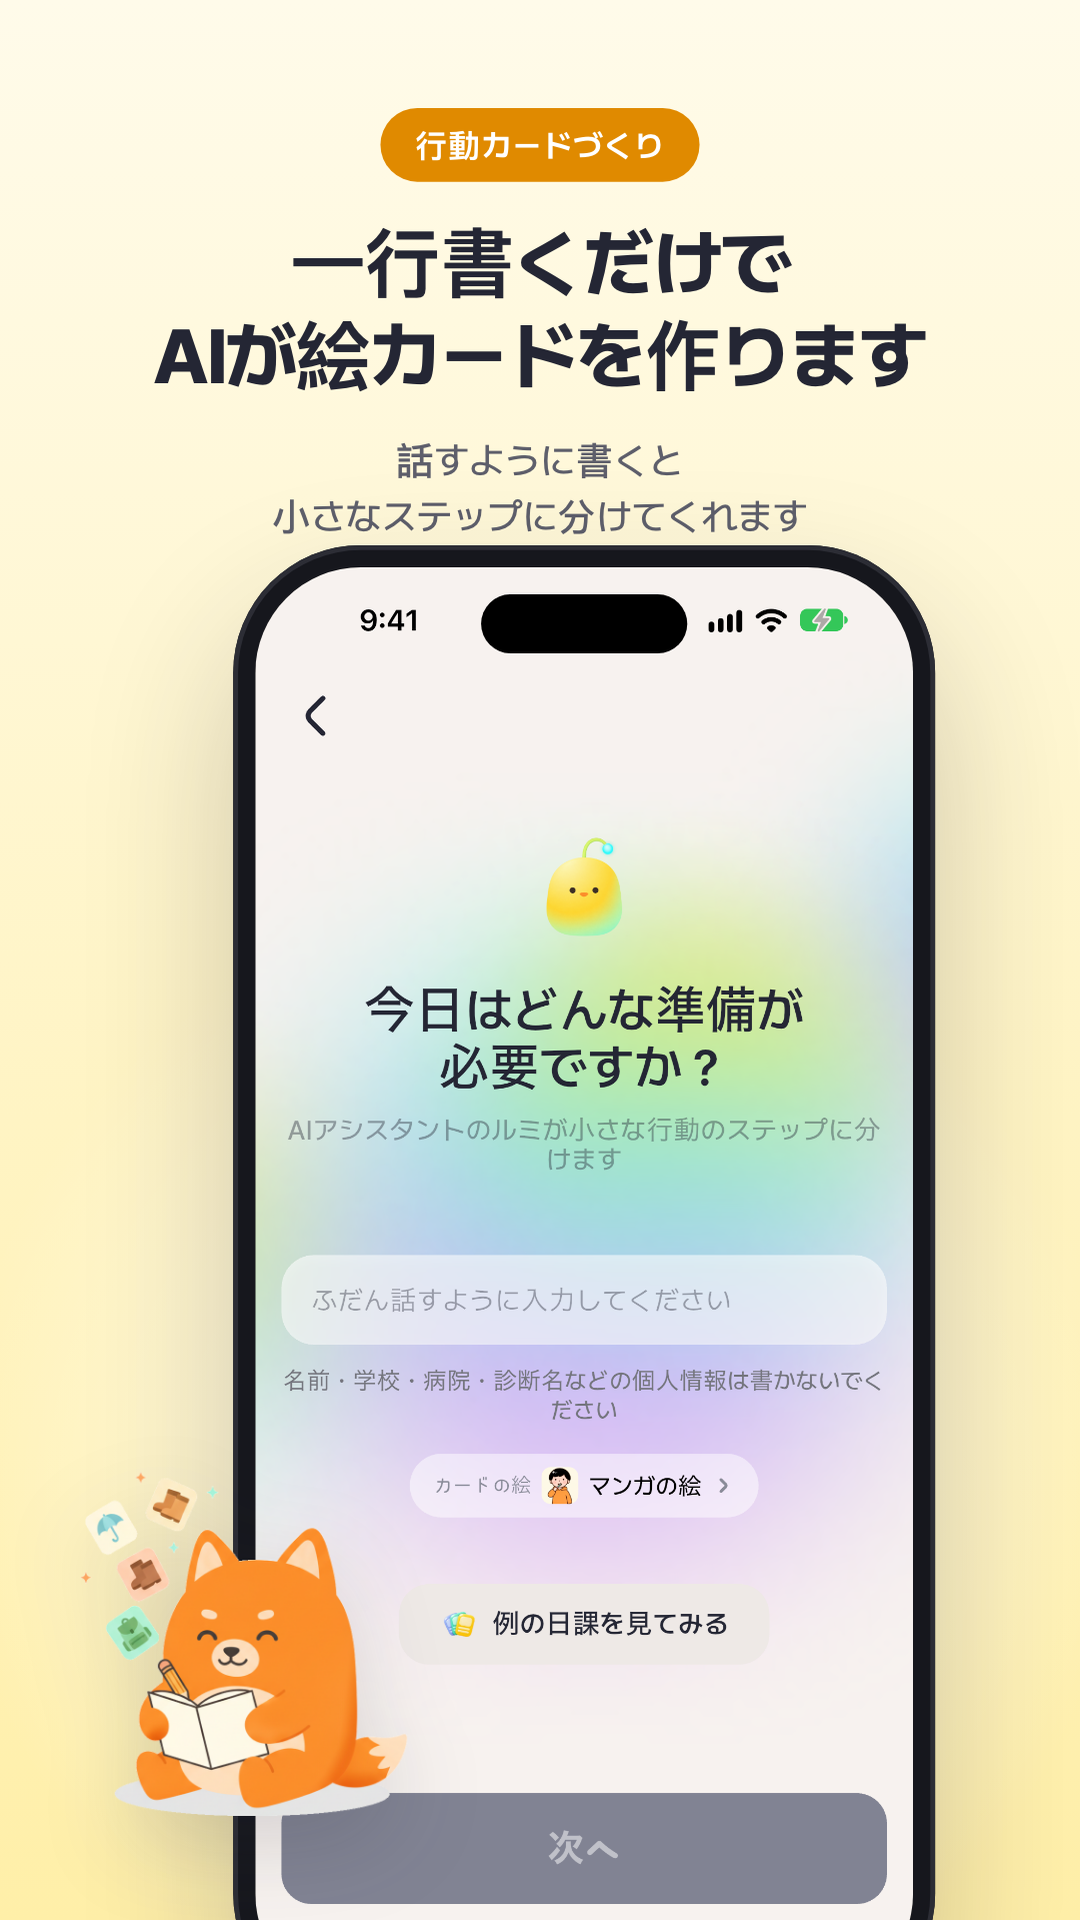 行動カードづくり
一行書くだけで
AIが絵カードを作ります
話すように書くと
小さなステップに分けてくれます
9:41
今日はどんな準備が
必要ですか？
AIアシスタントのルミが小さな行動のステップに分
けます
ふだん話すように入力してください
名前・学校・病院・診断名などの個人情報は書かないでく
ださい
カードの絵 マンガの絵
例の日課を見てみる
次へ